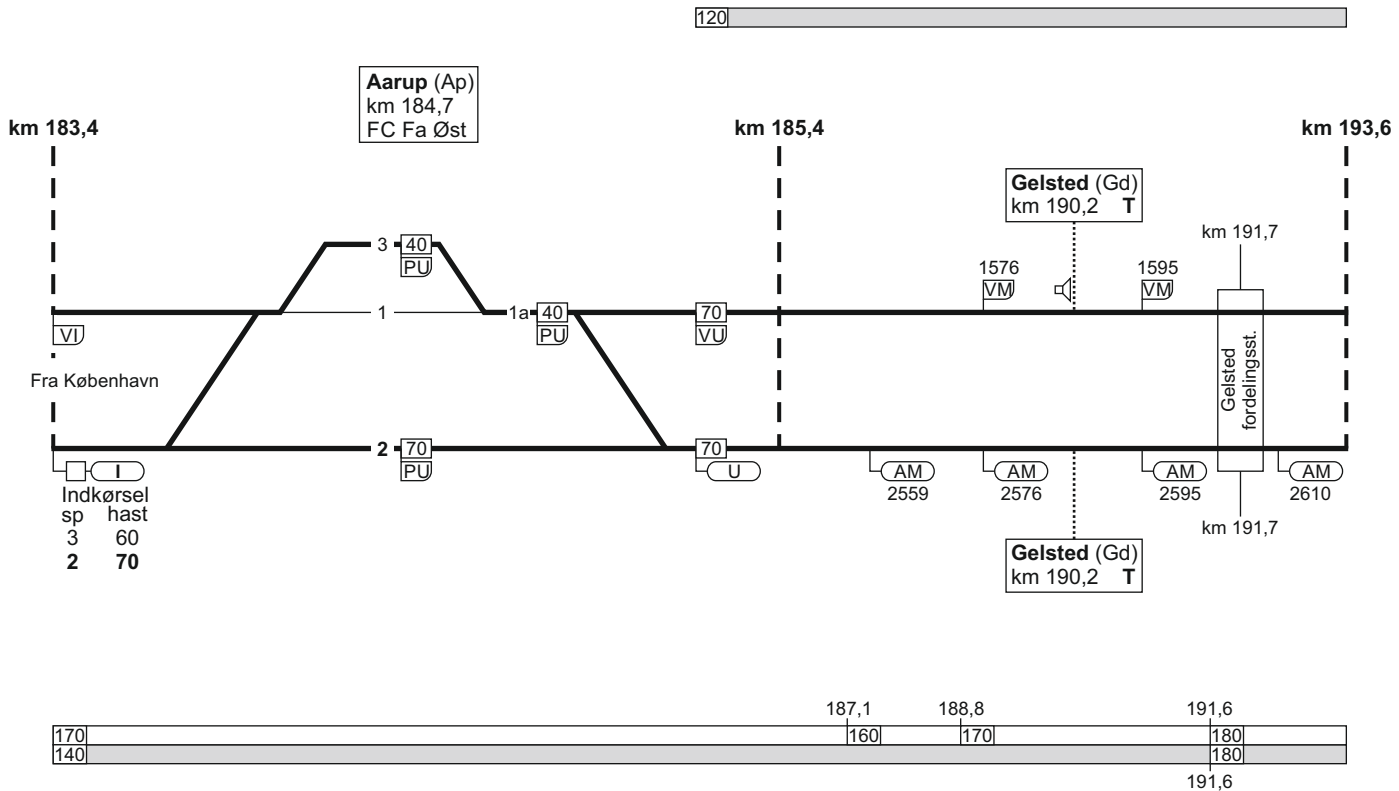 120
Aarup (Ap)
km 184,7
FC Fa Øst
km 183,4
km 185,4
km 193,6
Gelsted (Gd)
km 190,2 T
km 191,7
3 40
PU
1576
VM
1595
VM
1
1a 40
PU
70
VU
VI
Fra København
Gelsted
fordelingsst.
2 70
PU
70
U
I
AM
2559
AM
2576
AM
2595
AM
2610
Indkørsel
sp hast
3 60
2 70
km 191,7
Gelsted (Gd)
km 190,2 T
187,1
188,8
191,6
170 160 170 180
140 180
191,6